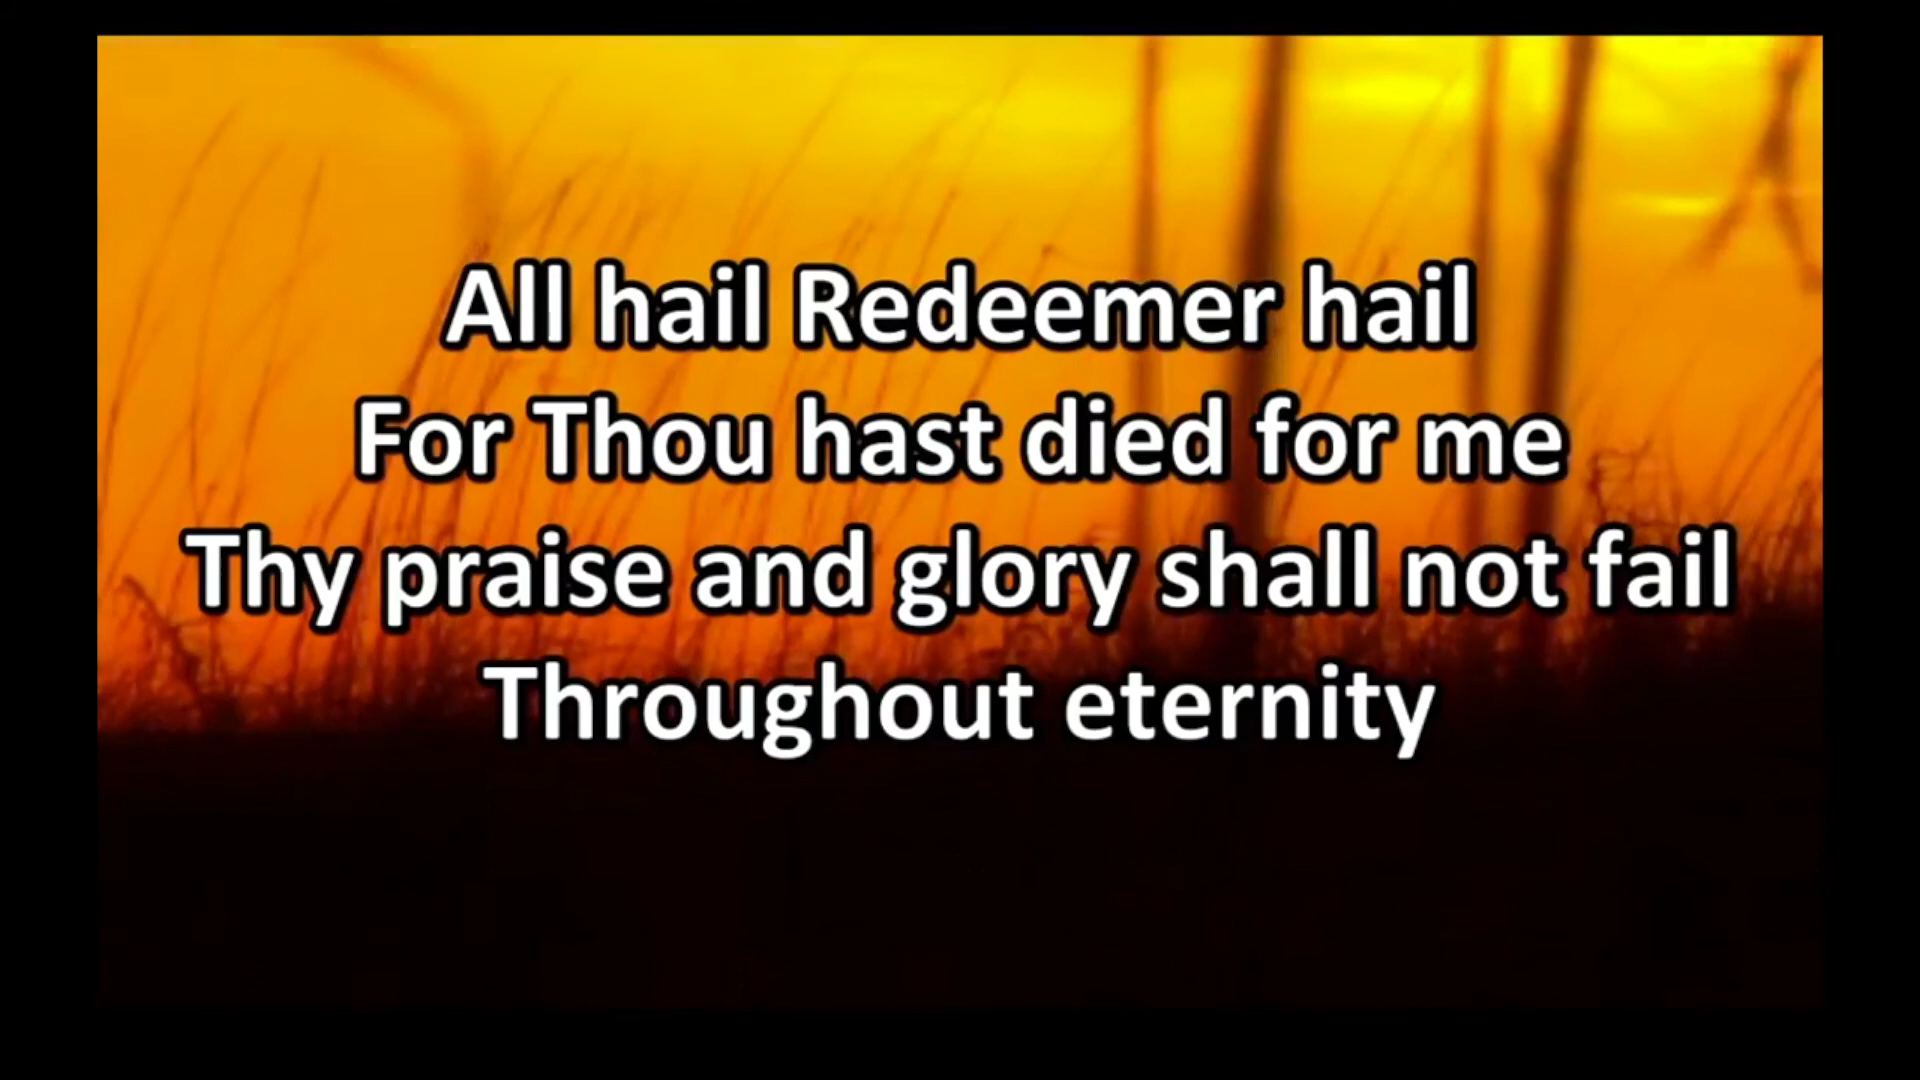 All hail Redeemer hail
For Thou hast died for me
Thy praise and glory shall not fail
Throughout eternity